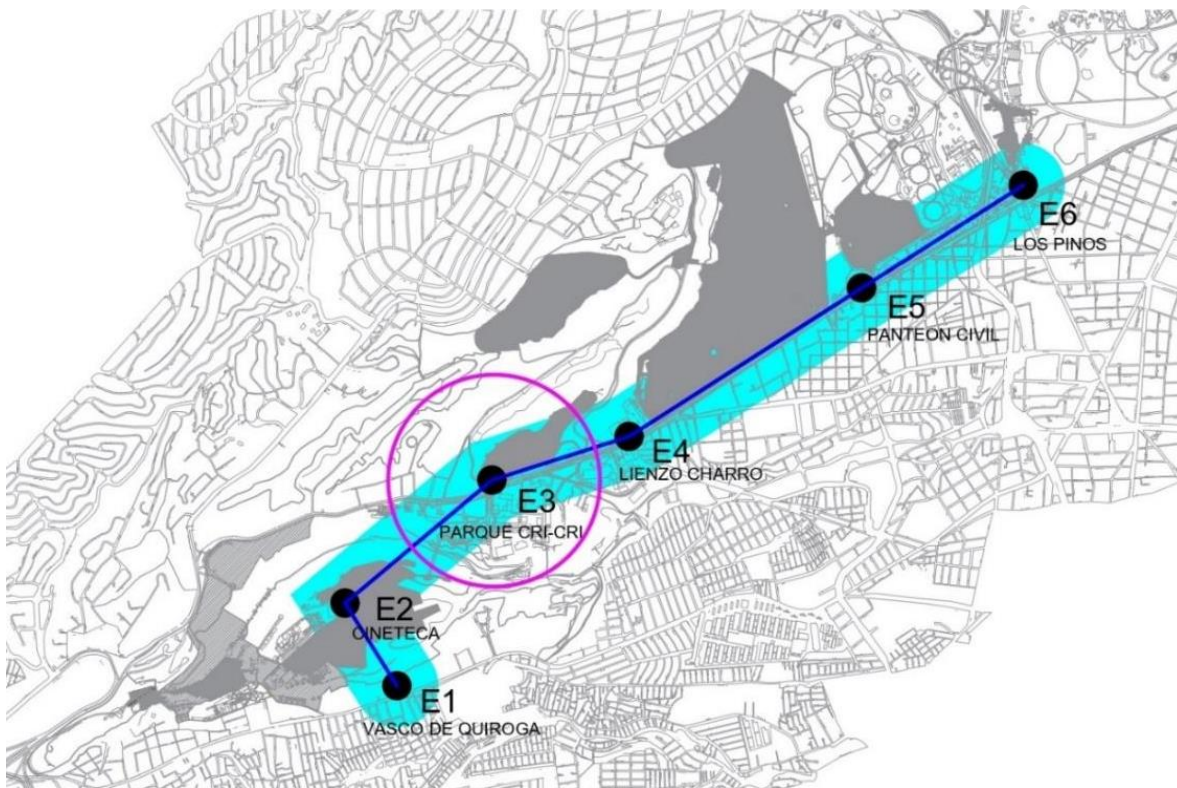 E6
LOS PINOS
E5
PANTEON CIVIL
E4
LIENZO CHARRO
E3
PARQUE CRI-CRI
E2
CINETECA
E1
VASCO DE QUIROGA